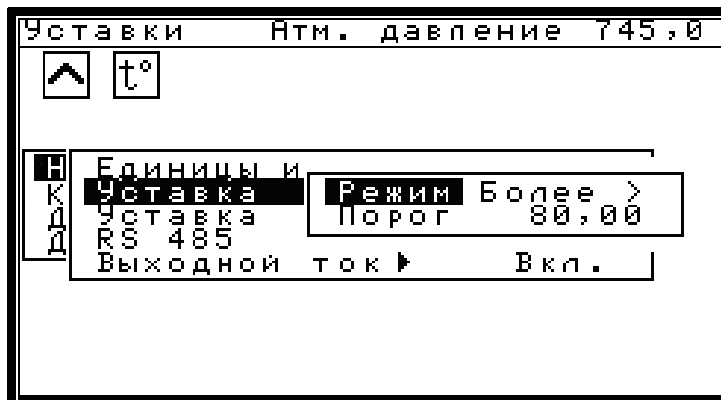 Уставки Атм. давление 745,0
t°
Н
Единицы и
К
Уставка
Режим Более >
Д
Уставка
Порог 80,00
Д
RS 485
Выходной ток Вкл.